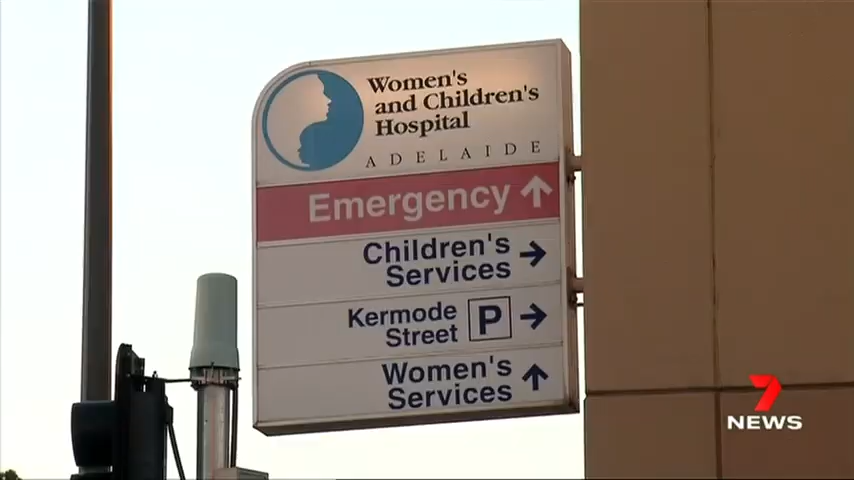 Women's
and Children's
Hospital
ADELAIDE
Emergency
Children's
Services
Kermode
Street P
Women's
Services
7
NEWS